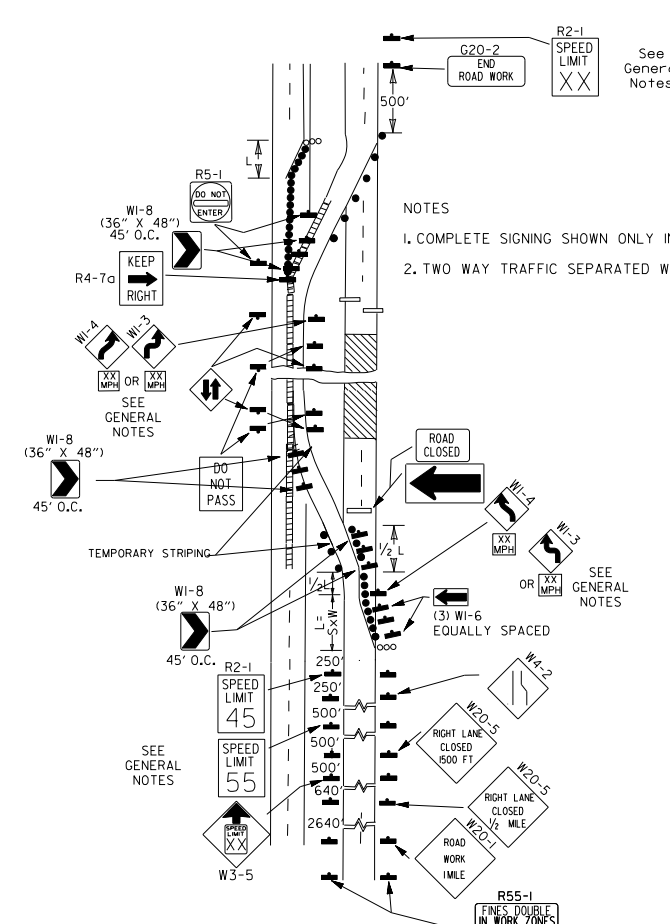 R2-1
SPEED
LIMIT
XX
See
General
Notes
G20-2
END
ROAD WORK
500'
L
R5-1
DO NOT
ENTER
W1-8
(36" X 48")
45' O.C.
KEEP
RIGHT
R4-7a
NOTES
1. COMPLETE SIGNING SHOWN ONLY IN
2. TWO WAY TRAFFIC SEPARATED W
W1-4
W1-3
XX
MPH
OR
XX
MPH
SEE
GENERAL
NOTES
W1-8
(36" X 48")
45' O.C.
DO
NOT
PASS
ROAD
CLOSED
W1-4
XX
MPH
W1-3
OR
XX
MPH
SEE
GENERAL
NOTES
TEMPORARY STRIPING
1/2 L
1/2 L
L=
SxW
W1-8
(36" X 48")
45' O.C.
(3) W1-6
EQUALLY SPACED
R2-1
SPEED
LIMIT
45
250'
250'
500'
500'
500'
640'
2640'
W4-2
SPEED
LIMIT
55
SEE
GENERAL
NOTES
W20-5
RIGHT LANE
CLOSED
1500 FT
W20-5
RIGHT LANE
CLOSED
1/2 MILE
SPEED
LIMIT
XX
W3-5
W20-1
ROAD
WORK
1 MILE
R55-1
FINES DOUBLE
IN WORK ZONES